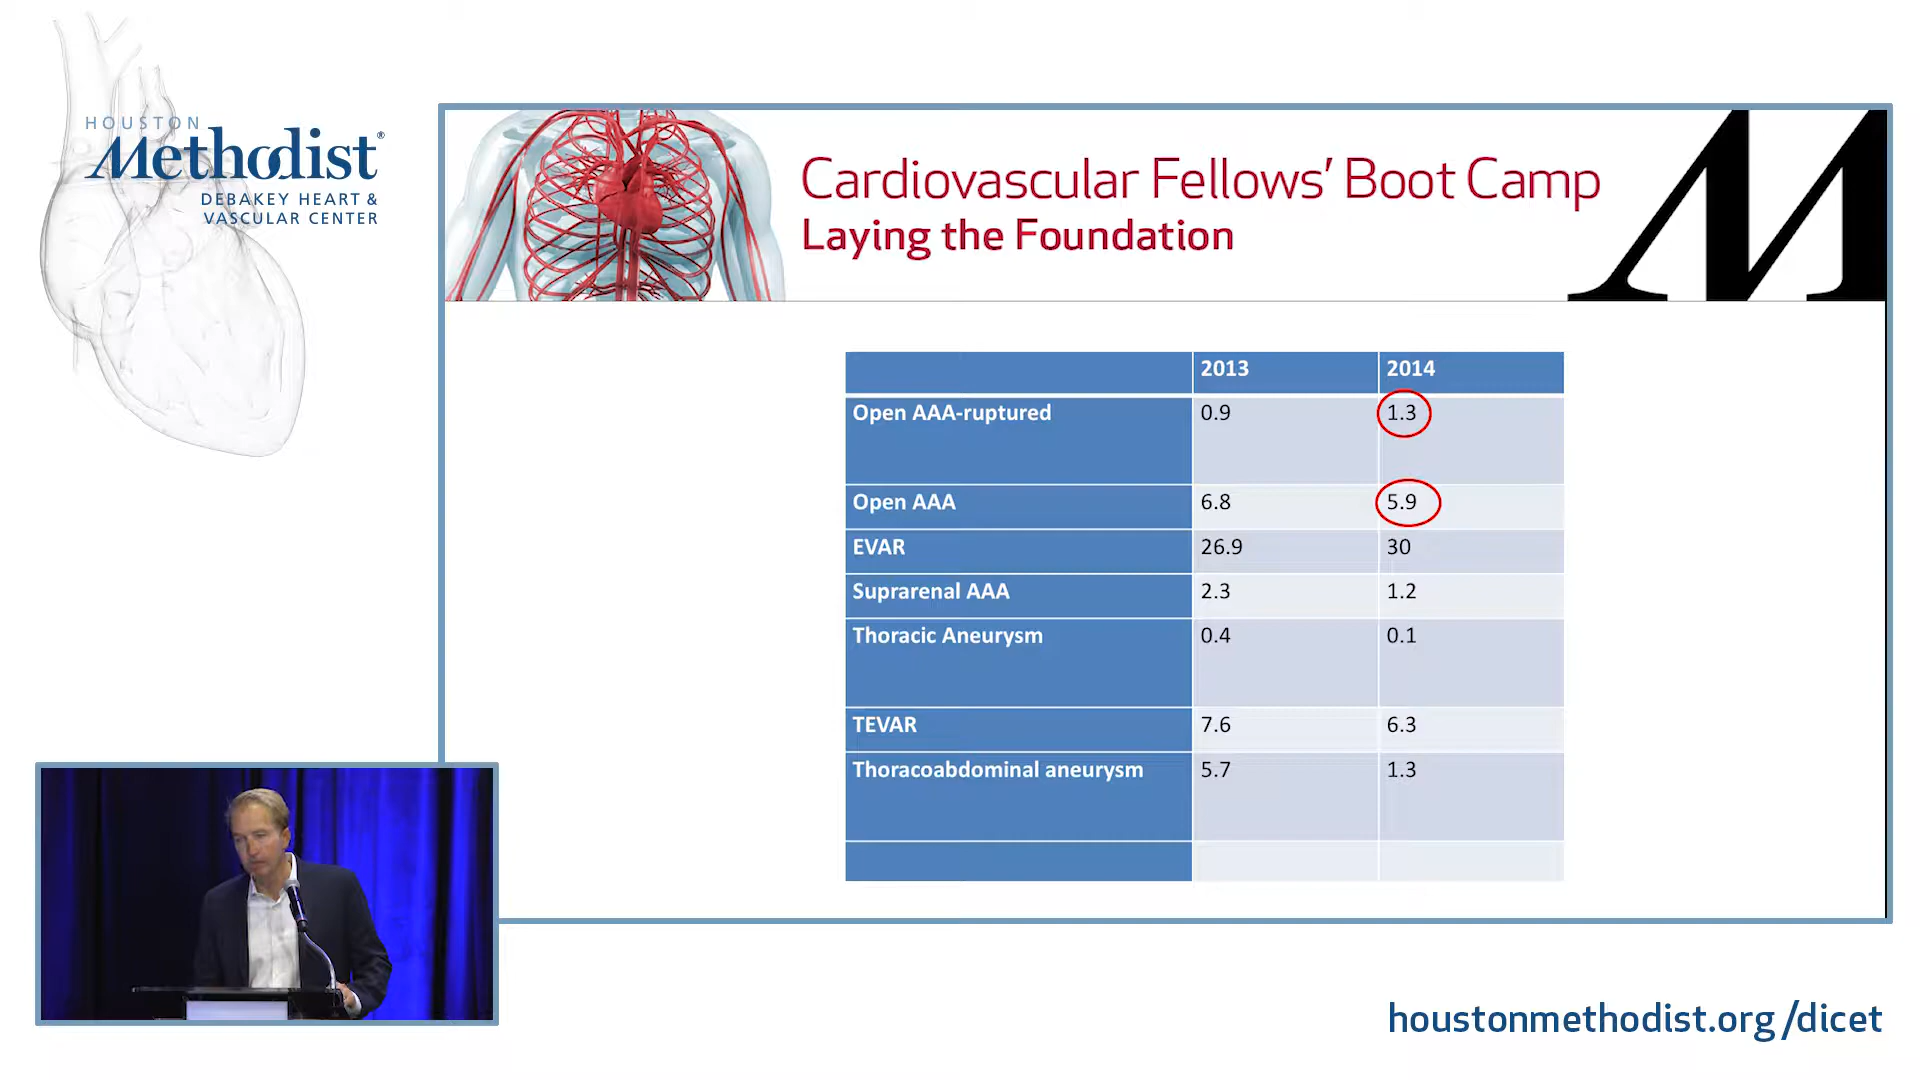 HOUSTON
Methodist®
DEBAKEY HEART &
VASCULAR CENTER
Cardiovascular Fellows' Boot Camp
Laying the Foundation
M
2013 2014
Open AAA-ruptured 0.9 1.3
Open AAA 6.8 5.9
EVAR 26.9 30
Suprarenal AAA 2.3 1.2
Thoracic Aneurysm 0.4 0.1
TEVAR 7.6 6.3
Thoracoabdominal aneurysm 5.7 1.3
houstonmethodist.org/dicet